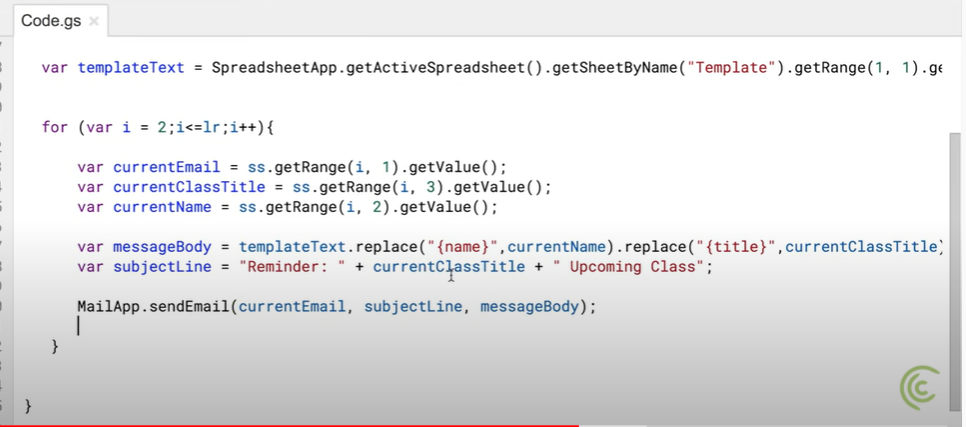 Code.gs ×
var templateText = SpreadsheetApp.getActiveSpreadsheet().getSheetByName("Template").getRange(1, 1).ge
for (var i = 2;i<=lr;i++){
var currentEmail = ss.getRange(i, 1).getValue();
var currentClassTitle = ss.getRange(i, 3).getValue();
var currentName = ss.getRange(i, 2).getValue();
var messageBody = templateText.replace("{name}",currentName).replace("{title}",currentClassTitle)
var subjectLine = "Reminder: " + currentClassTitle + " Upcoming Class";
MailApp.sendEmail(currentEmail, subjectLine, messageBody);
}
}